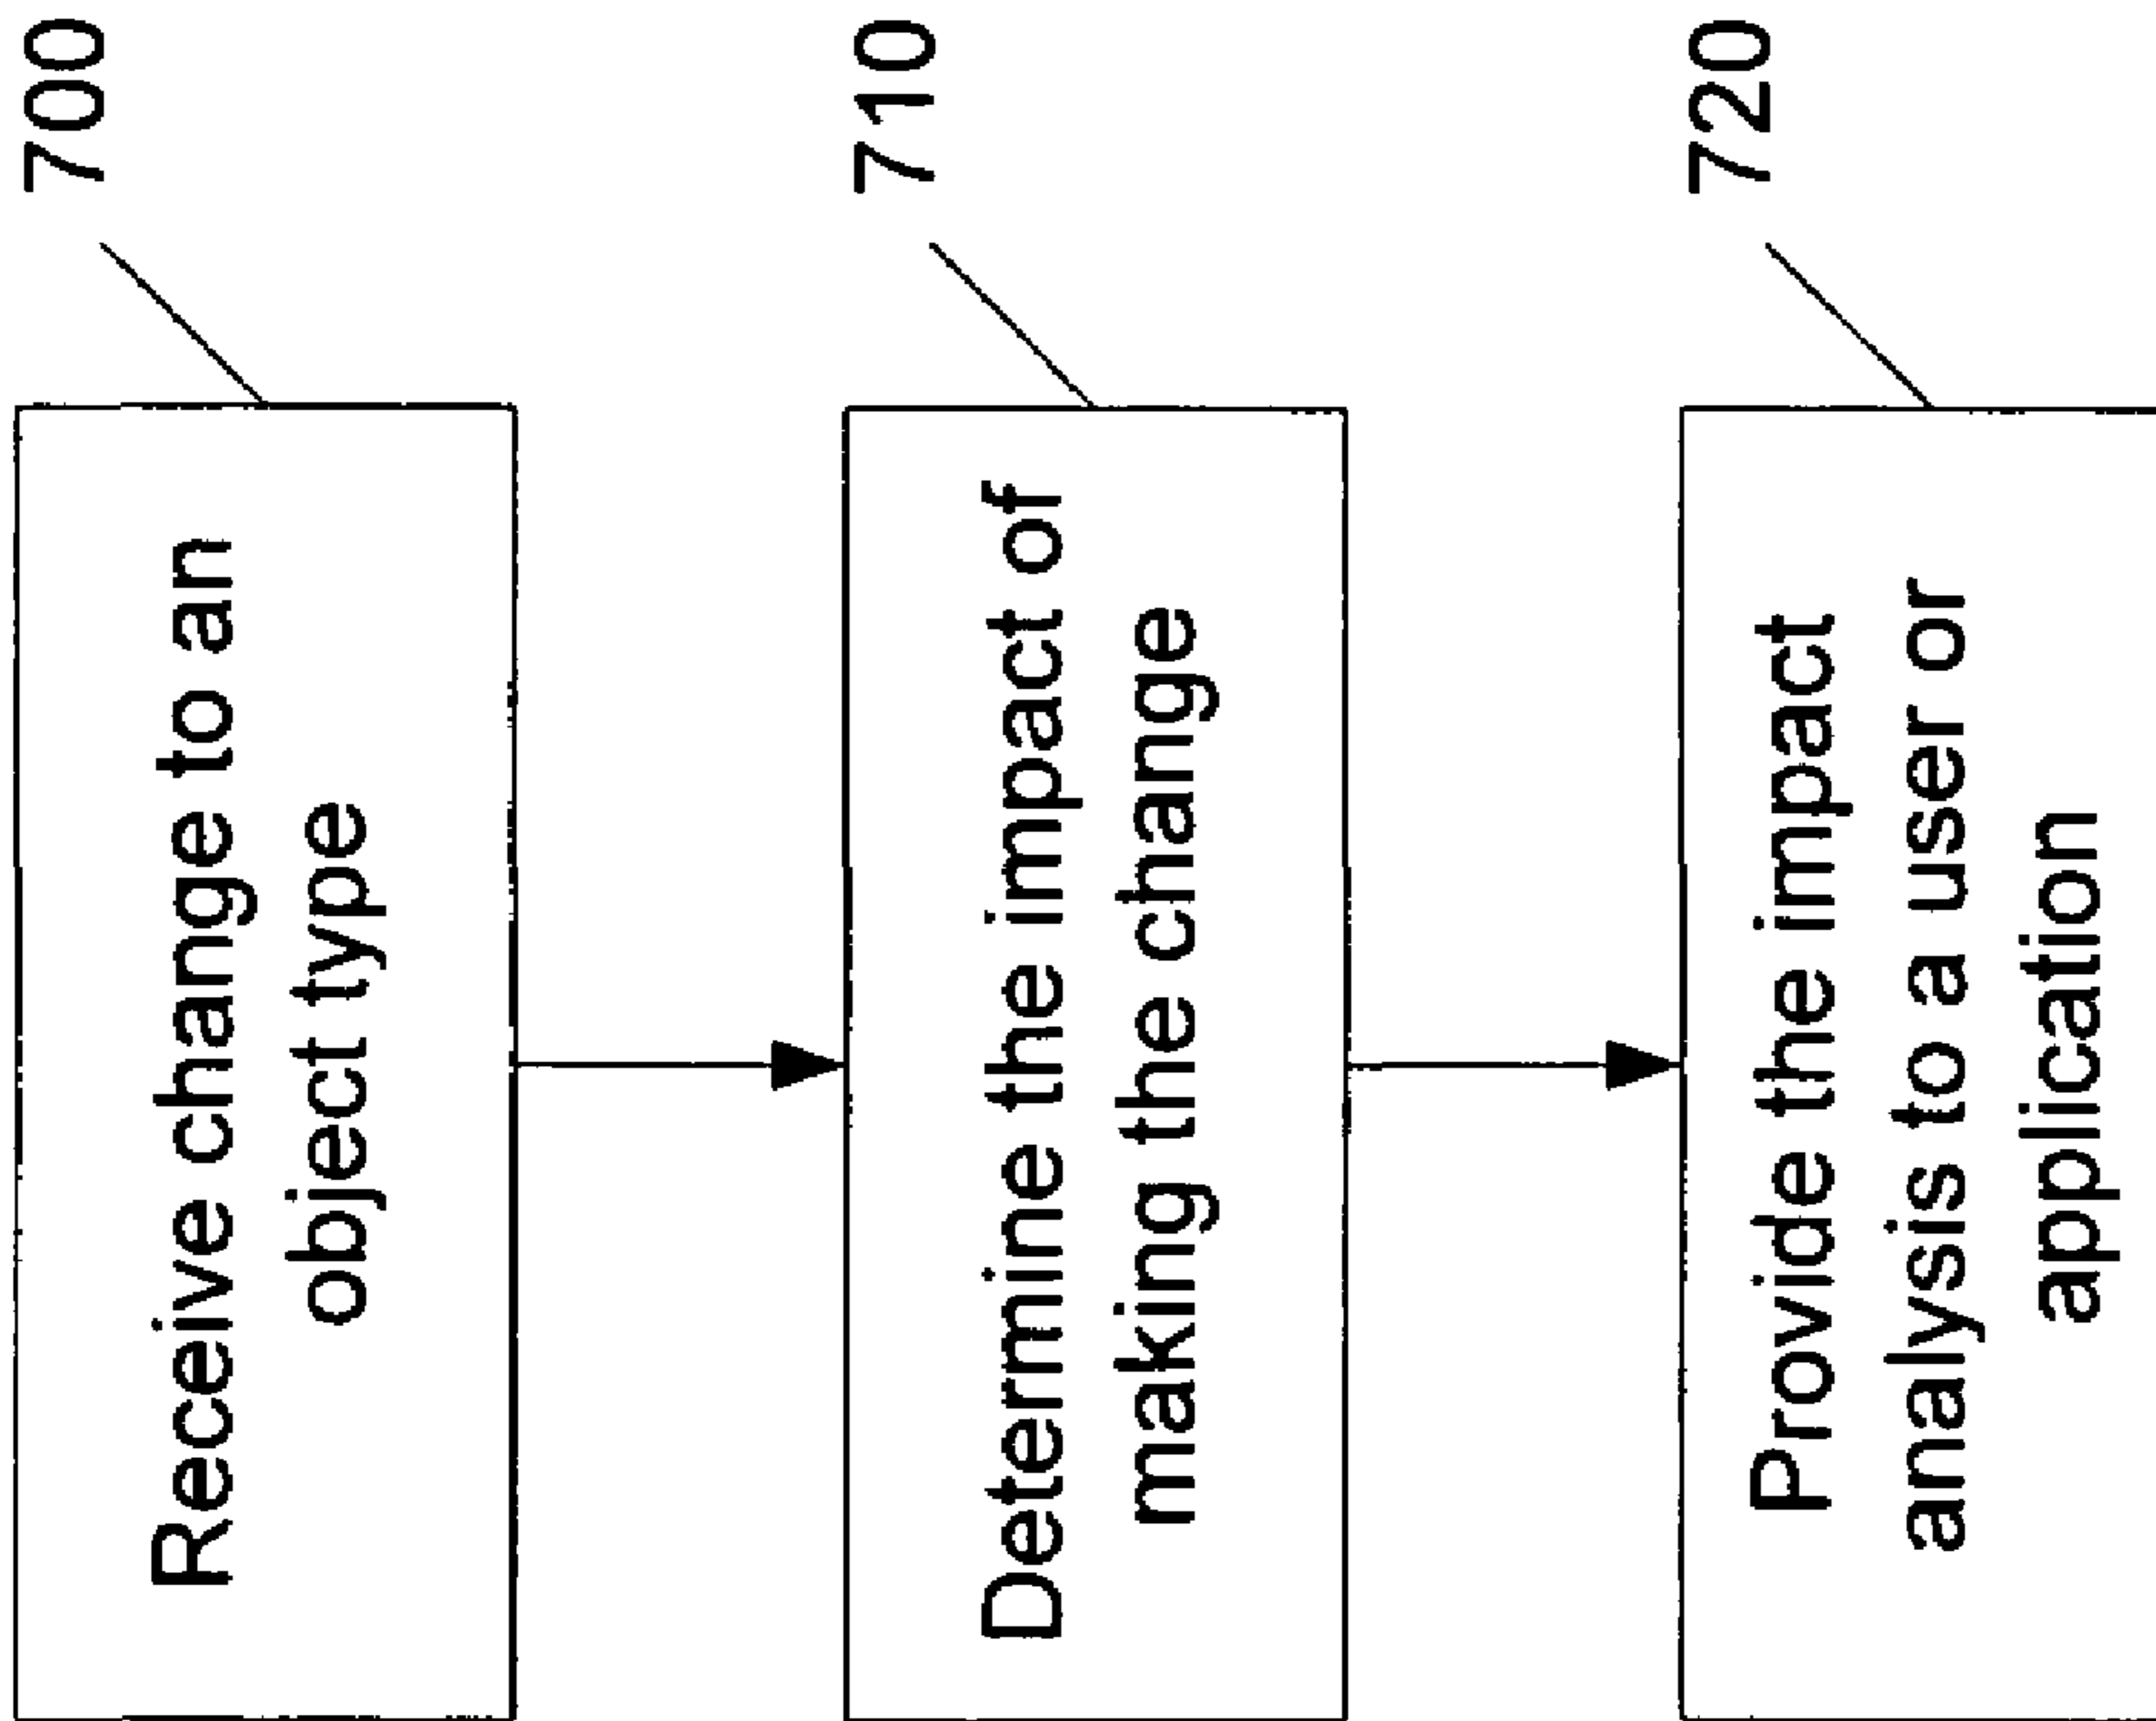 Receive change to an
object type
700
Determine the impact of
making the change
710
Provide the impact
analysis to a user or
application
720